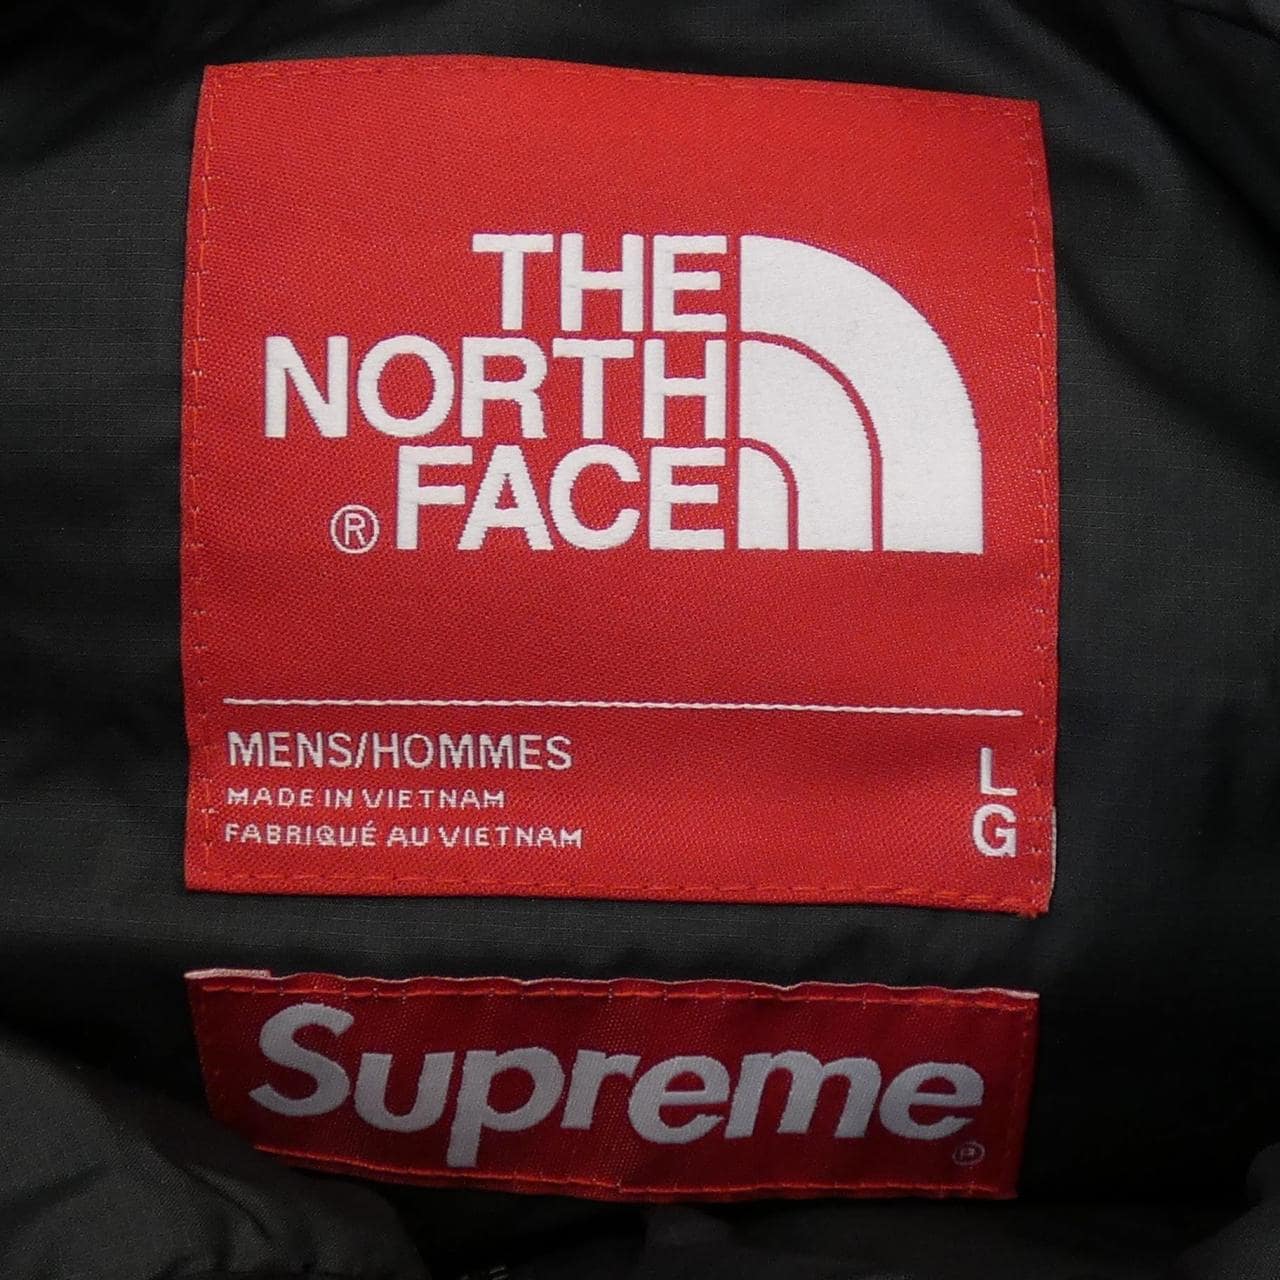 THE
NORTH
®FACE
MENS/HOMMES
MADE IN VIETNAM
FABRIQUÉ AU VIETNAM
L
G
Supreme